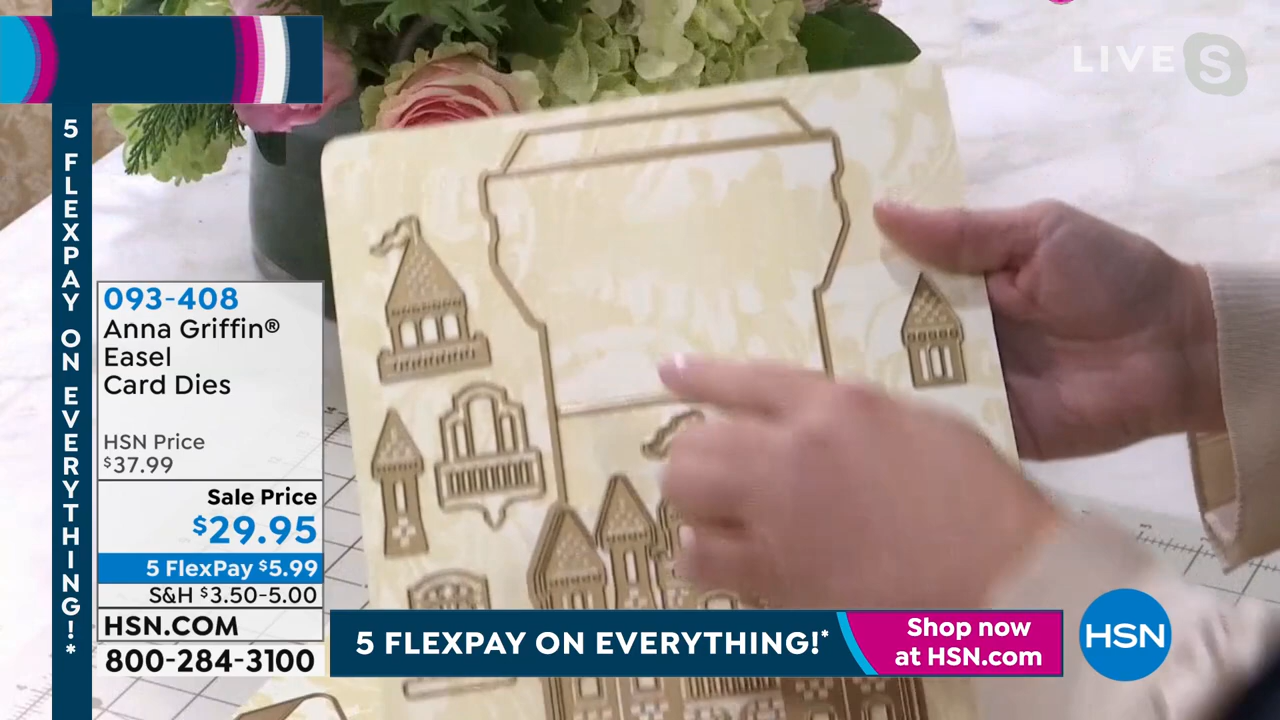 LIVE S
5 FLEXPAY ON EVERYTHING!*
093-408
Anna Griffin®
Easel
Card Dies
HSN Price
$37.99
Sale Price
$29.95
5 FlexPay $5.99
S&H $3.50-5.00
HSN.COM
800-284-3100
5 FLEXPAY ON EVERYTHING!*
Shop now
at HSN.com
HSN